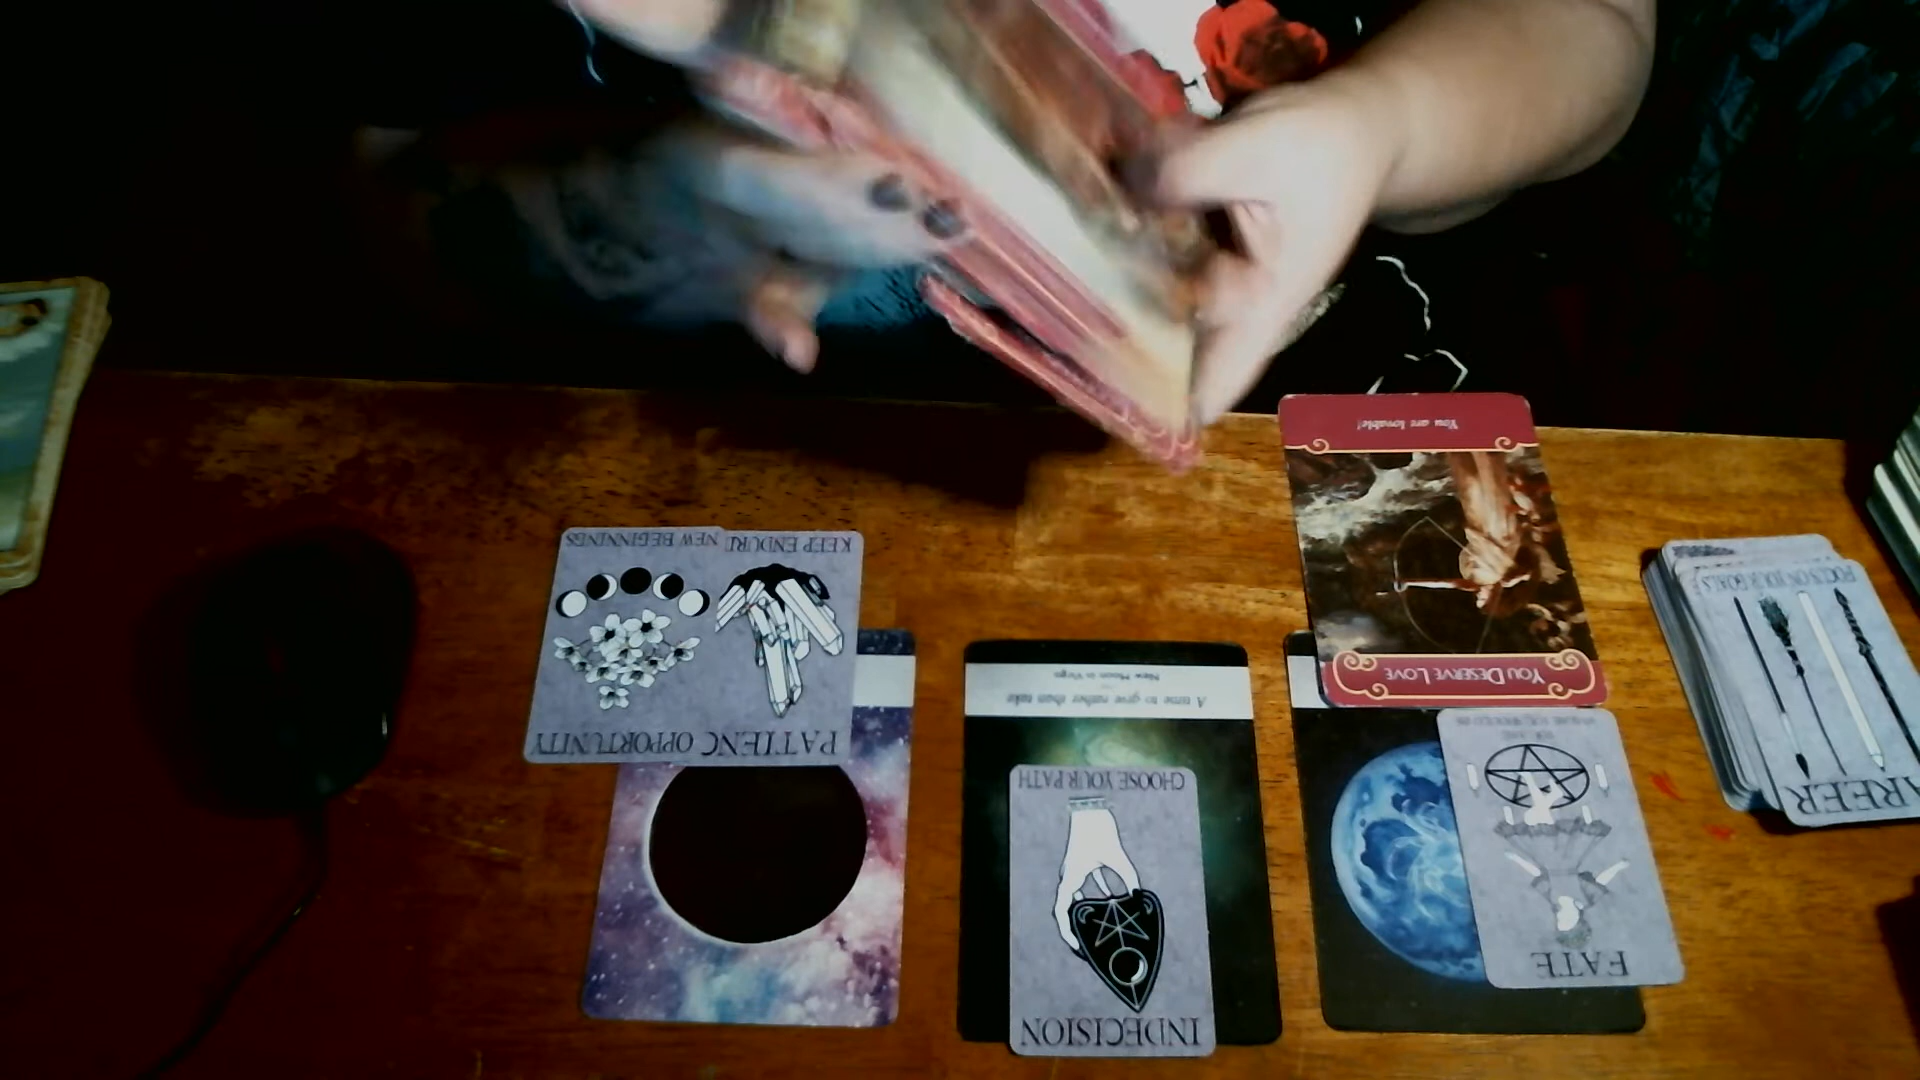 You are lovable!
YOU DESERVE LOVE
KEEP ENDURI
NEW BEGINNINGS
PATIENC
OPPORTUNITY
A time to give rather than take
New Moon in Virgo
CHOOSE YOUR PATH
INDECISION
FATE
FOCUS ON YOUR GOALS
AREER